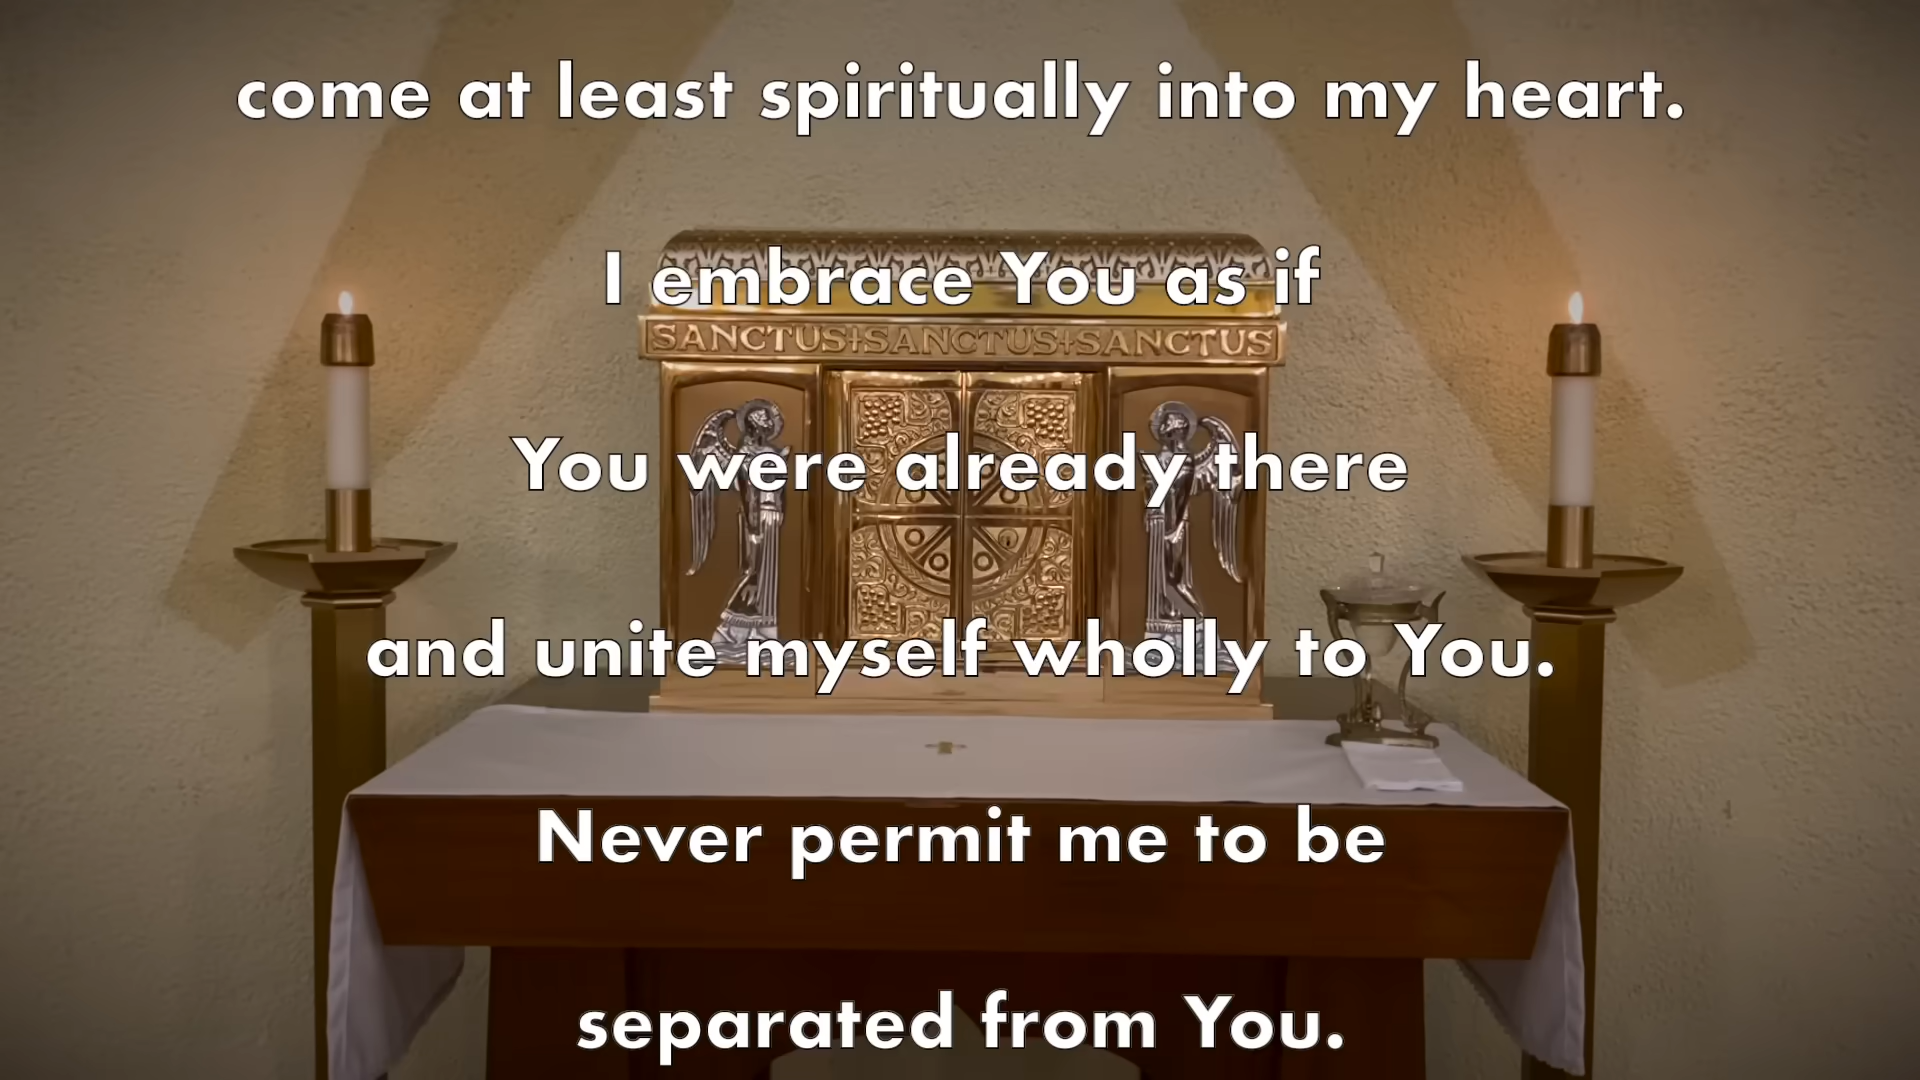 come at least spiritually into my heart.
I embrace You as if
SANCTUS+SANCTUS+SANCTUS
You were already there
and unite myself wholly to You.
Never permit me to be
separated from You.